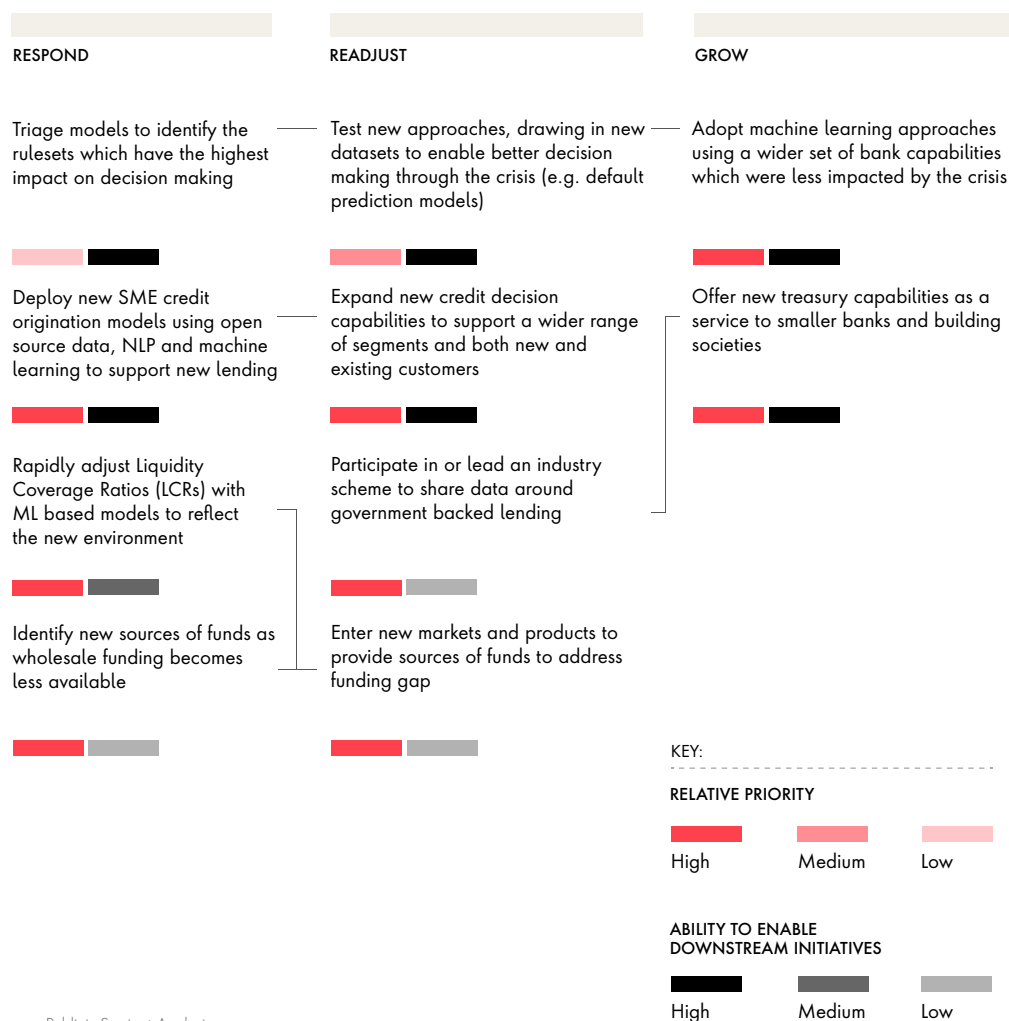 RESPOND
Triage models to identify the
rulesets which have the highest
impact on decision making
Deploy new SME credit
origination models using open
source data, NLP and machine
learning to support new lending
Rapidly adjust Liquidity
Coverage Ratios (LCRs) with
ML based models to reflect
the new environment
Identify new sources of funds as
wholesale funding becomes
less available
READJUST
Test new approaches, drawing in new
datasets to enable better decision
making through the crisis (e.g. default
prediction models)
Expand new credit decision
capabilities to support a wider range
of segments and both new and
existing customers
Participate in or lead an industry
scheme to share data around
government backed lending
Enter new markets and products to
provide sources of funds to address
funding gap
GROW
Adopt machine learning approaches
using a wider set of bank capabilities
which were less impacted by the crisis
Offer new treasury capabilities as a
service to smaller banks and building
societies
KEY:
RELATIVE PRIORITY
High Medium Low
ABILITY TO ENABLE
DOWNSTREAM INITIATIVES
High Medium Low